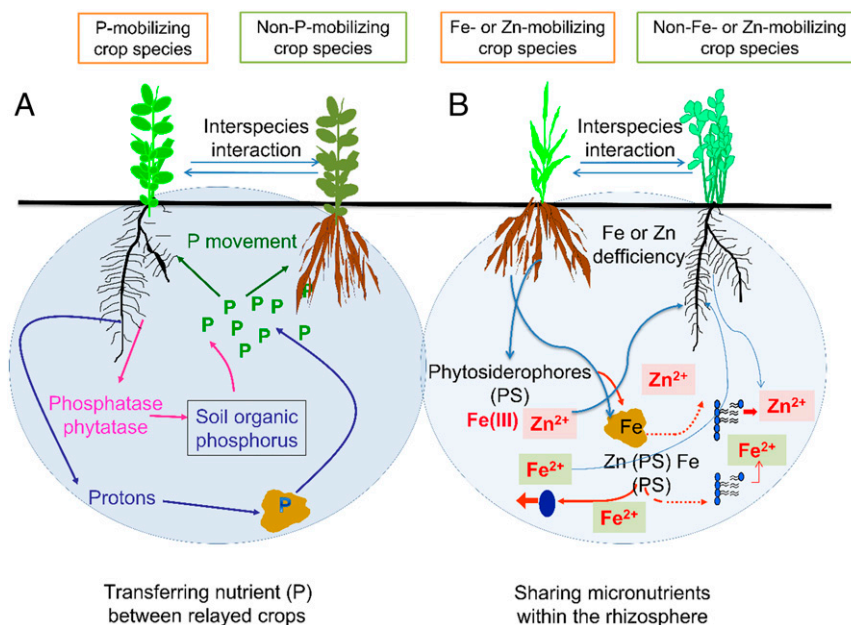 P-mobilizing
crop species
Non-P-mobilizing
crop species
Fe- or Zn-mobilizing
crop species
Non-Fe- or Zn-mobilizing
crop species
A
Interspecies
interaction
P movement
P P P P
P P P
P P P
Phosphatase
phytatase
Soil organic
phosphorus
Protons
P
Transferring nutrient (P)
between relayed crops
B
Interspecies
interaction
Fe or Zn
defficiency
Phytosiderophores
(PS)
Fe(III)
Zn²⁺
Zn²⁺
Fe
Zn²⁺
Fe²⁺
Zn (PS) Fe
(PS)
Fe²⁺
Fe²⁺
Sharing micronutrients
within the rhizosphere